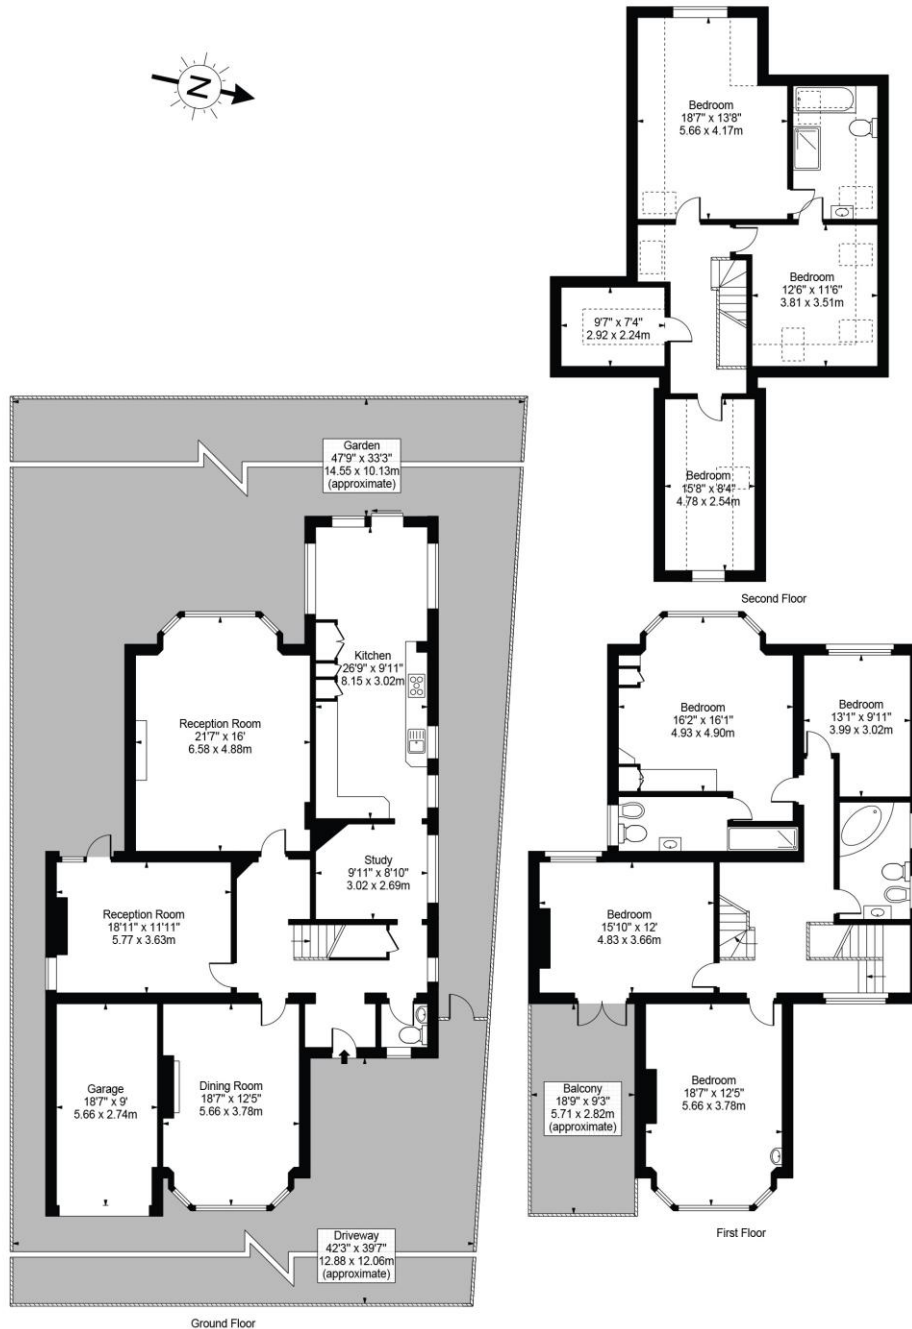 N
Bedroom
18'7" x 13'8"
5.66 x 4.17m
Bedroom
12'6" x 11'6"
3.81 x 3.51m
9'7" x 7'4"
2.92 x 2.24m
Bedroom
15'8" x 8'4"
4.78 x 2.54m
Second Floor
Garden
47'9" x 33'3"
14.55 x 10.13m
(approximate)
Kitchen
26'9" x 9'11"
8.15 x 3.02m
Reception Room
21'7" x 16'
6.58 x 4.88m
Study
9'11" x 8'10"
3.02 x 2.69m
Reception Room
18'11" x 11'11"
5.77 x 3.63m
Garage
18'7" x 9'
5.66 x 2.74m
Dining Room
18'7" x 12'5"
5.66 x 3.78m
Driveway
42'3" x 39'7"
12.88 x 12.06m
(approximate)
Ground Floor
Bedroom
16'2" x 16'1"
4.93 x 4.90m
Bedroom
13'1" x 9'11"
3.99 x 3.02m
Bedroom
15'10" x 12'
4.83 x 3.66m
Balcony
18'9" x 9'3"
5.71 x 2.82m
(approximate)
Bedroom
18'7" x 12'5"
5.66 x 3.78m
First Floor